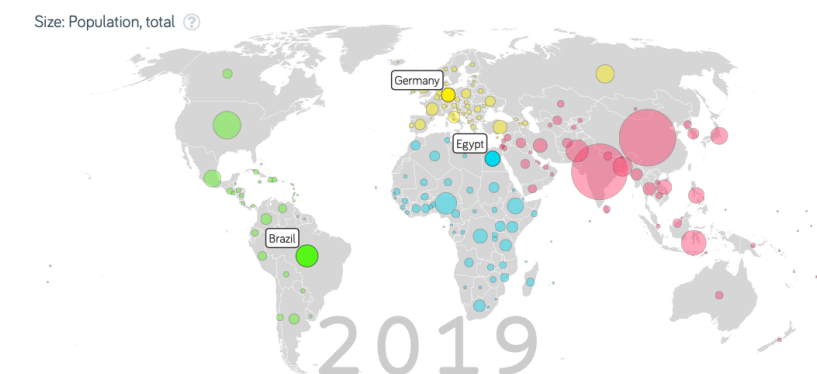 Size: Population, total ?
Germany
Egypt
Brazil
2019